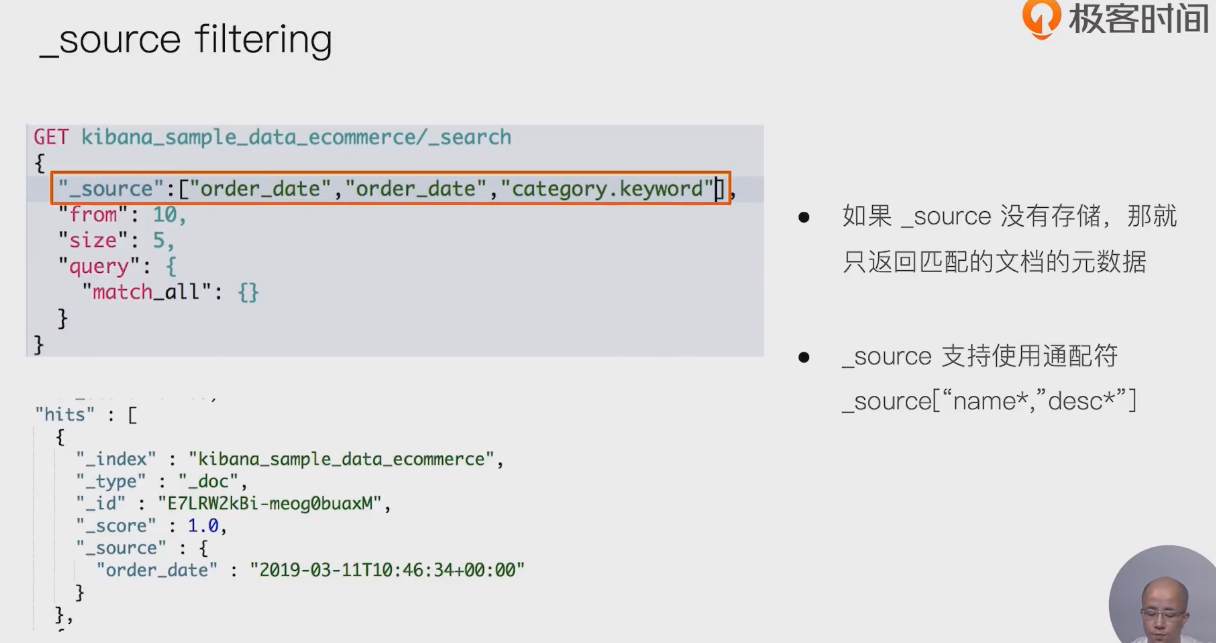 _source filtering
极客时间
GET kibana_sample_data_ecommerce/_search
{
"_source":["order_date","order_date","category.keyword"],
"from": 10,
"size": 5,
"query": {
"match_all": {}
}
}
"hits" : [
{
"_index" : "kibana_sample_data_ecommerce",
"_type" : "_doc",
"_id" : "E7LRW2kBi-meog0buaxM",
"_score" : 1.0,
"_source" : {
"order_date" : "2019-03-11T10:46:34+00:00"
}
},
● 如果 _source 没有存储，那就
只返回匹配的文档的元数据
● _source 支持使用通配符
_source[“name*,”desc*”]